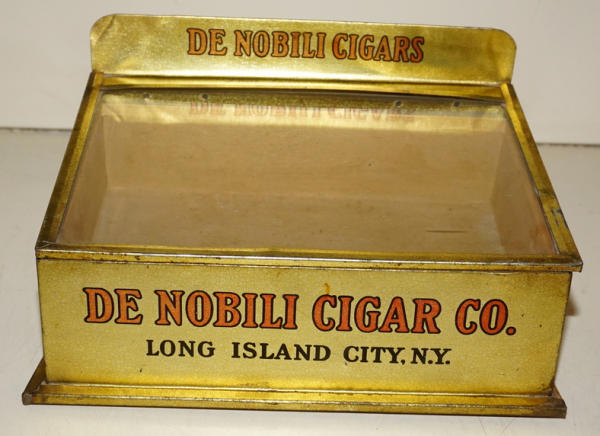 DE NOBILI CIGARS
DE NOBILI CIGAR CO.
LONG ISLAND CITY, N.Y.